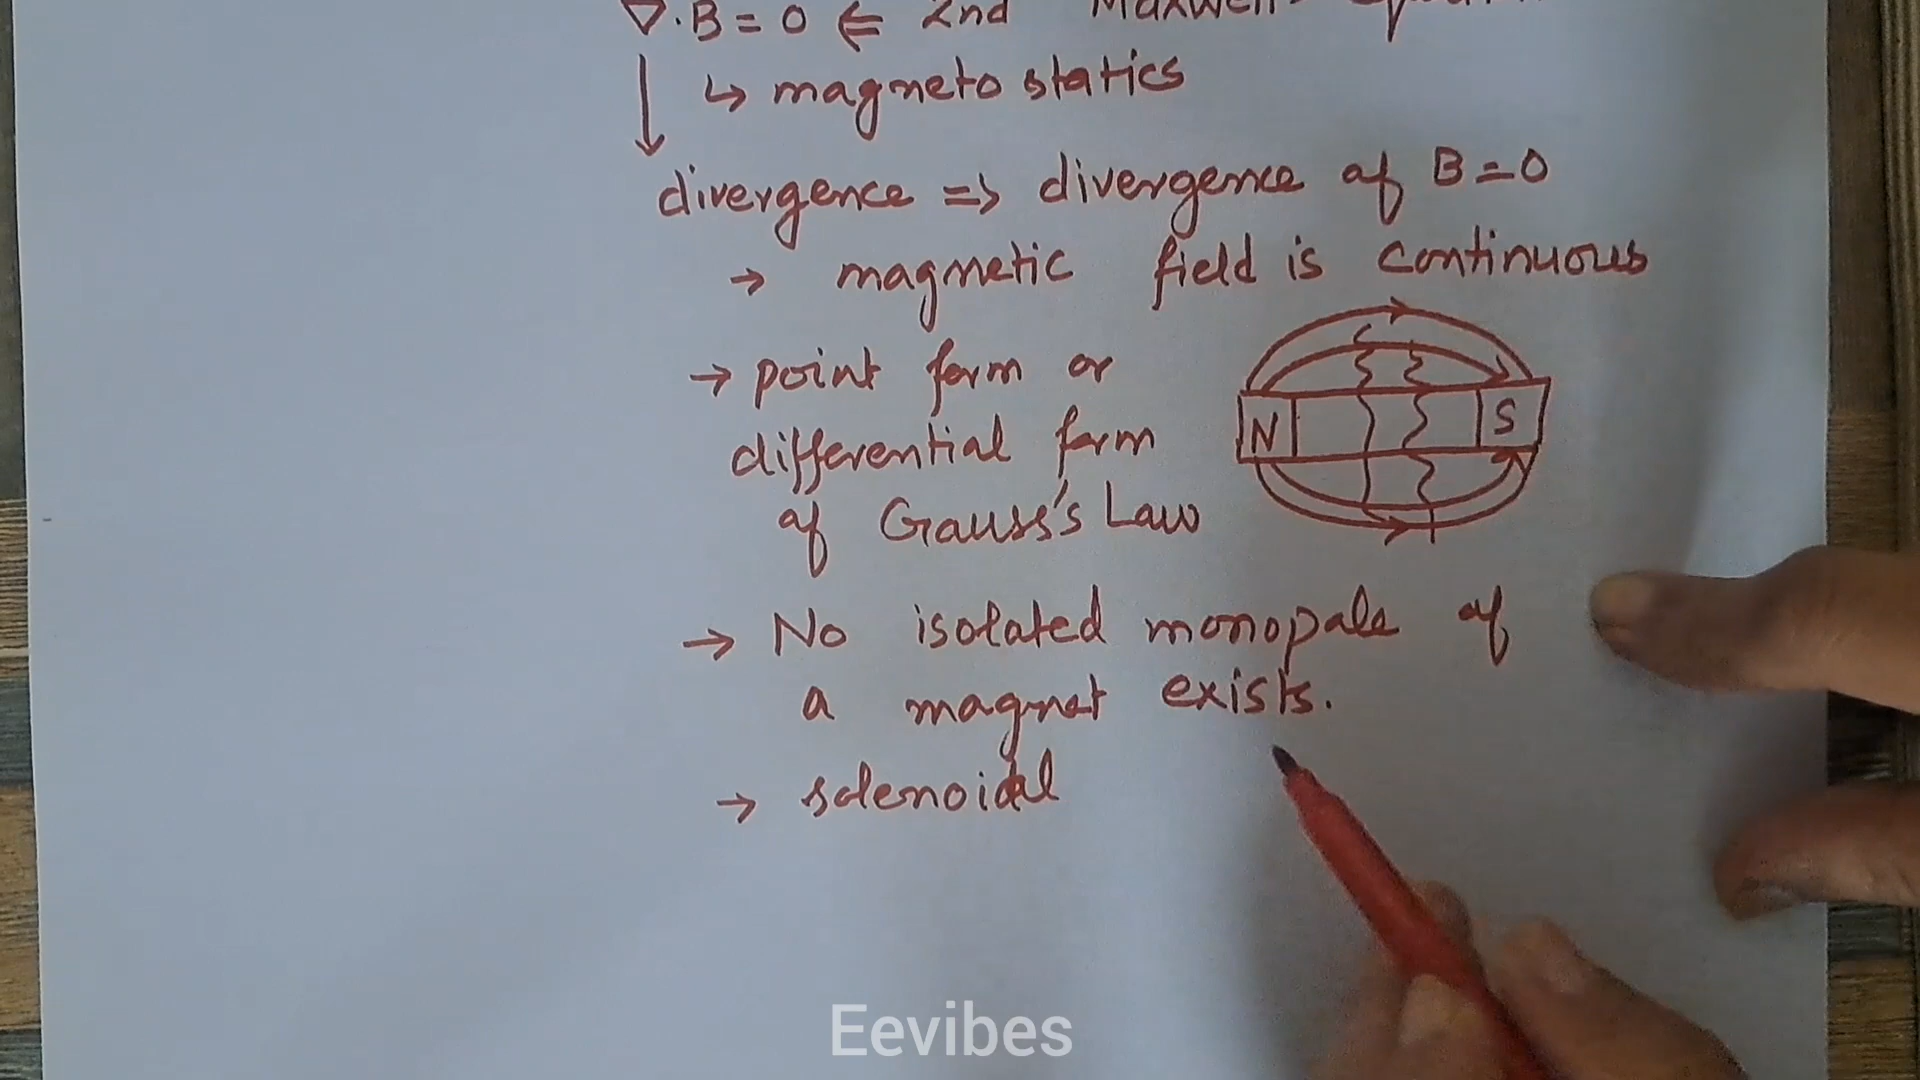 ∇.B=0 ⇐ 2nd Maxwell
↳ magneto statics
divergence => divergence of B=0
→ magnetic field is continuous
→ point form or
differential form
of Gauss's Law
N S
→ No isolated monopole of
a magnet exists.
→ solenoidal
Eevibes